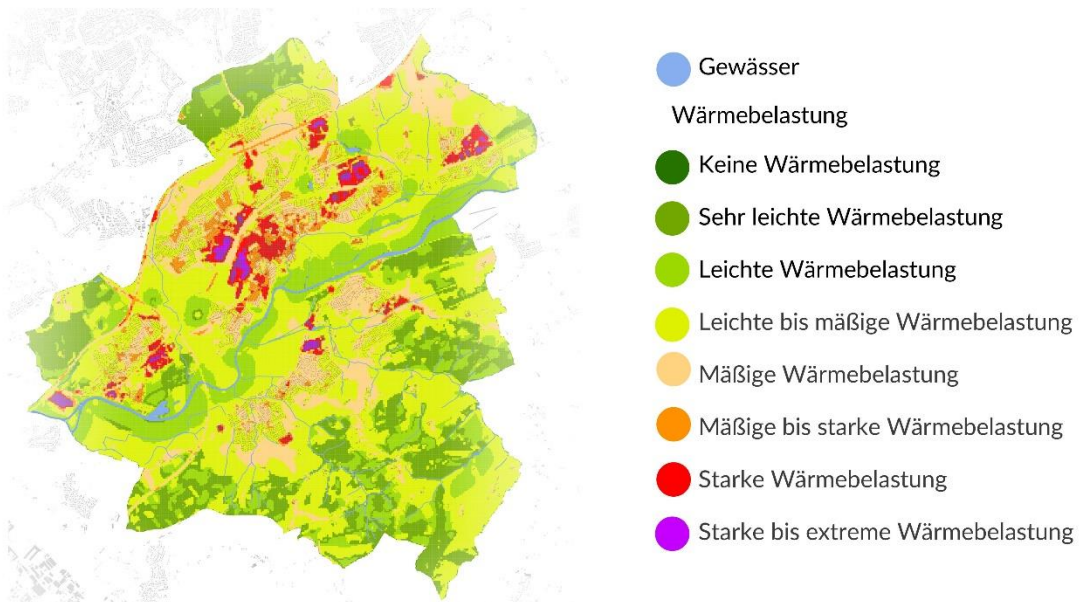 Gewässer
Wärmebelastung
Keine Wärmebelastung
Sehr leichte Wärmebelastung
Leichte Wärmebelastung
Leichte bis mäßige Wärmebelastung
Mäßige Wärmebelastung
Mäßige bis starke Wärmebelastung
Starke Wärmebelastung
Starke bis extreme Wärmebelastung